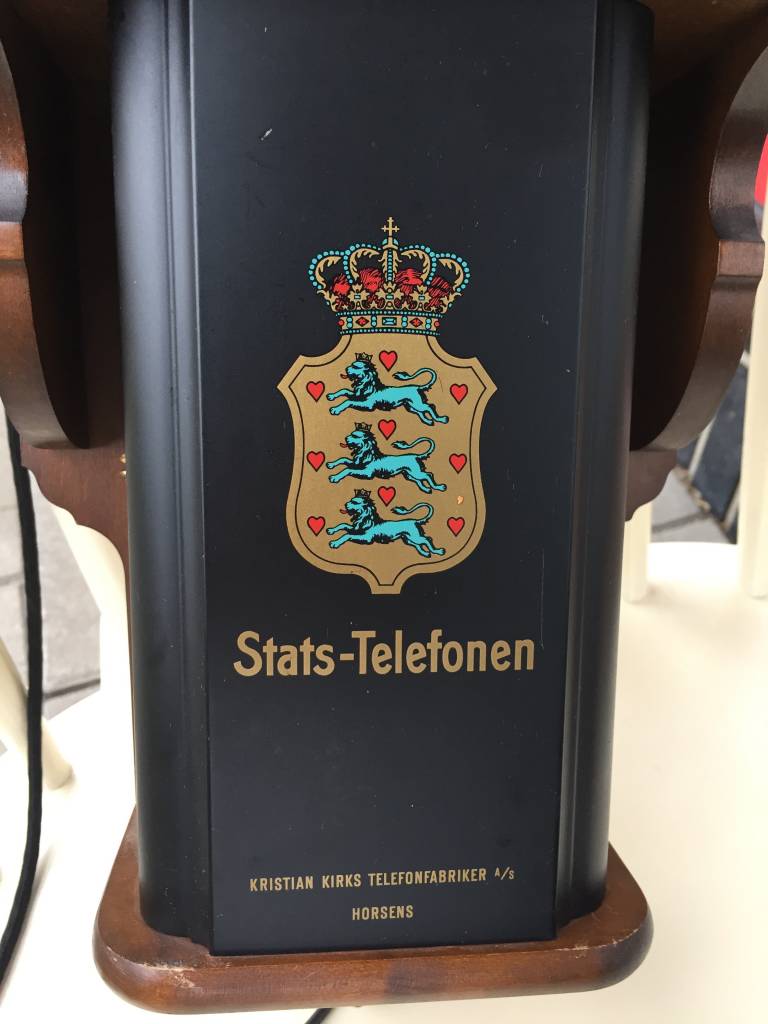 Stats-Telefonen
KRISTIAN KIRKS TELEFONFABRIKER A/S
HORSENS